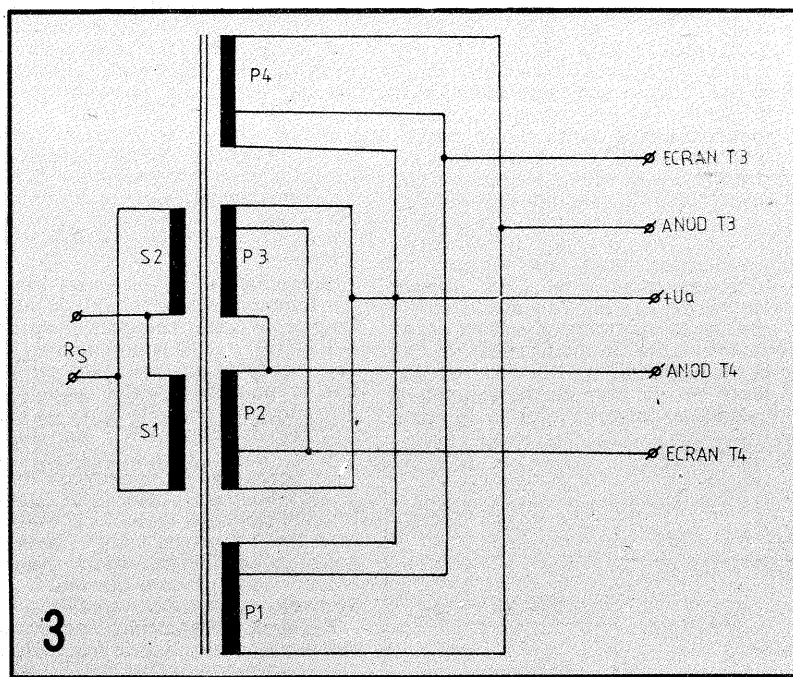 P4
ECRAN T3
ANOD T3
S2
P3
+Ua
RS
ANOD T4
S1
P2
ECRAN T4
P1
3